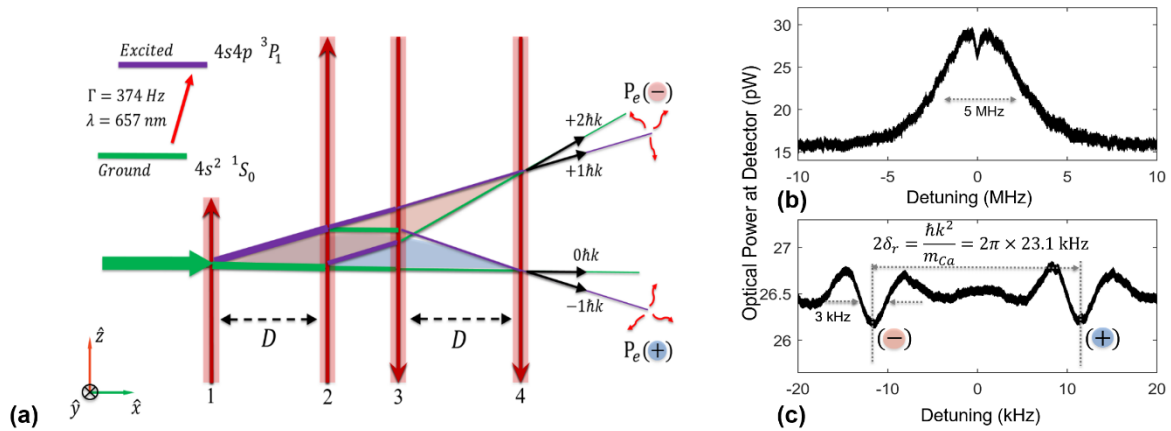 Excited
4s4p ³P₁
Γ = 374 Hz
λ = 657 nm
Ground
4s² ¹S₀
Pₑ(−)
+2ħk
+1ħk
0ħk
−1ħk
Pₑ(+)
D
D
ẑ
ŷ
x̂
1
2
3
4
(a)
Optical Power at Detector (pW)
30
25
20
15
5 MHz
(b)
-10
-5
0
5
10
Detuning (MHz)
27
26.5
26
2δᵣ = ħk²/m_Ca = 2π × 23.1 kHz
3 kHz
(−)
(+)
(c)
-20
-10
0
10
20
Detuning (kHz)